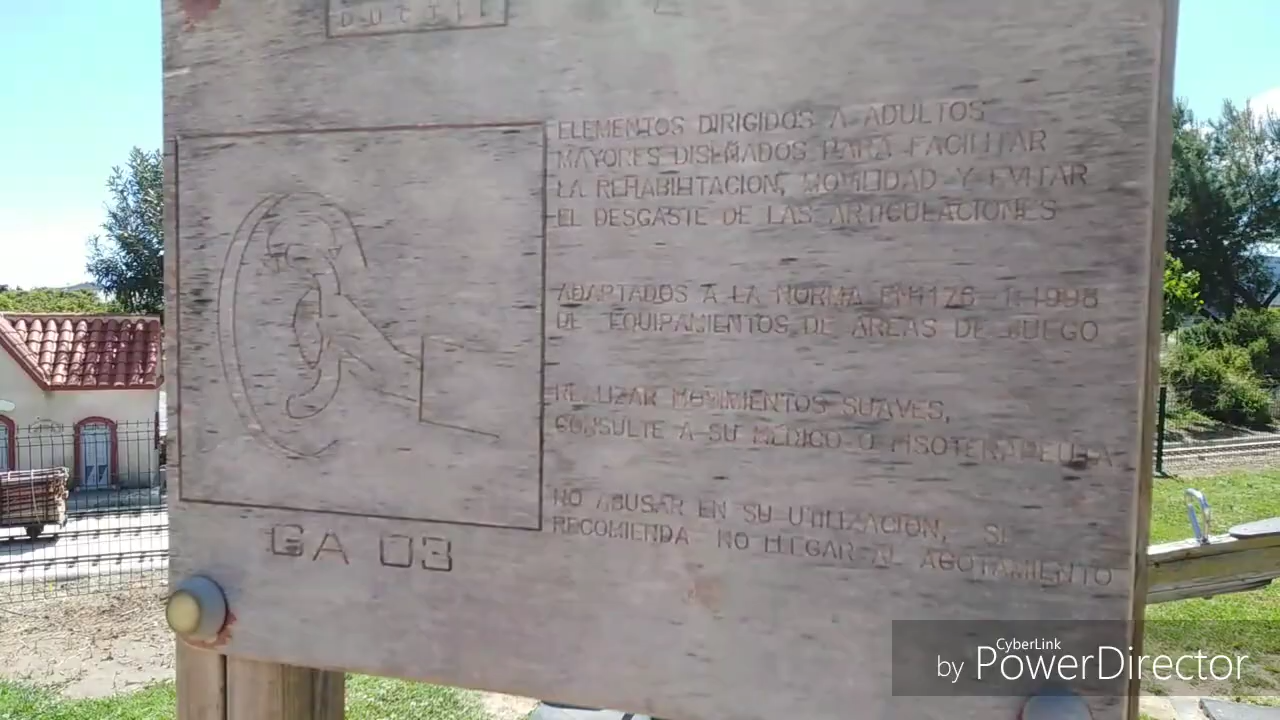 DUCTIL
ELEMENTOS DIRIGIDOS A ADULTOS
MAYORES DISEÑADOS PARA FACILITAR
LA REHABILITACION, MOVILIDAD Y EVITAR
EL DESGASTE DE LAS ARTICULACIONES
ADAPTADOS A LA NORMA EN1176-1:1998
DE EQUIPAMIENTOS DE AREAS DE JUEGO
REALIZAR MOVIMIENTOS SUAVES,
CONSULTE A SU MEDICO O FISOTERAPEUTA
NO ABUSAR EN SU UTILIZACION, SE
RECOMIENDA NO LLEGAR AL AGOTAMIENTO
GA 03
CyberLink
by PowerDirector